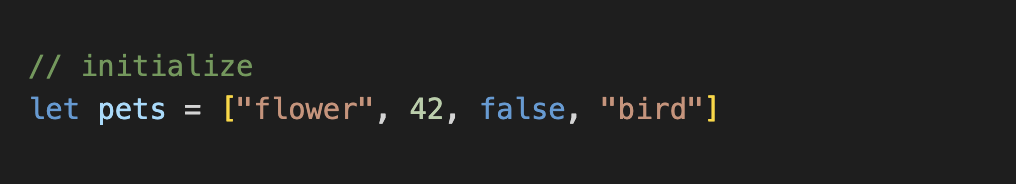 // initialize
let pets = ["flower", 42, false, "bird"]